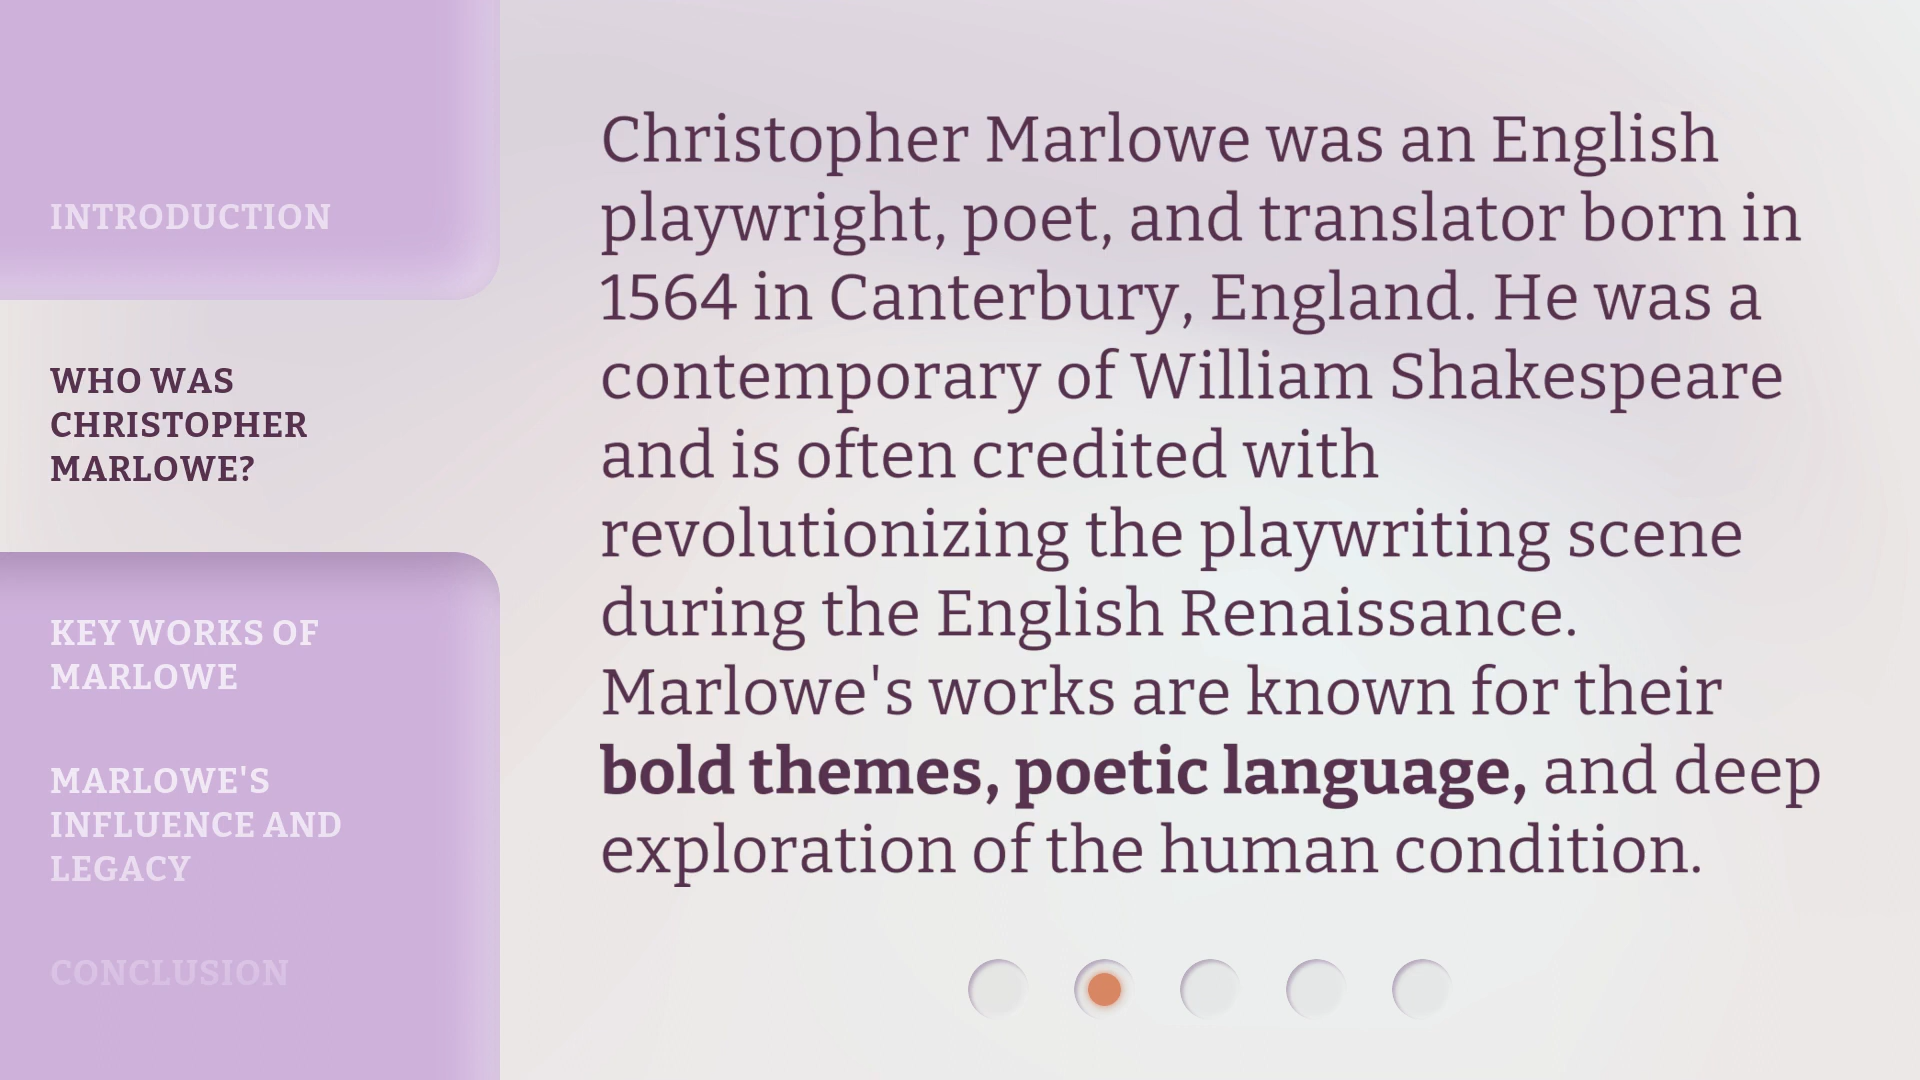 INTRODUCTION
WHO WAS
CHRISTOPHER
MARLOWE?
KEY WORKS OF
MARLOWE
MARLOWE'S
INFLUENCE AND
LEGACY
CONCLUSION
Christopher Marlowe was an English
playwright, poet, and translator born in
1564 in Canterbury, England. He was a
contemporary of William Shakespeare
and is often credited with
revolutionizing the playwriting scene
during the English Renaissance.
Marlowe's works are known for their
bold themes, poetic language, and deep
exploration of the human condition.